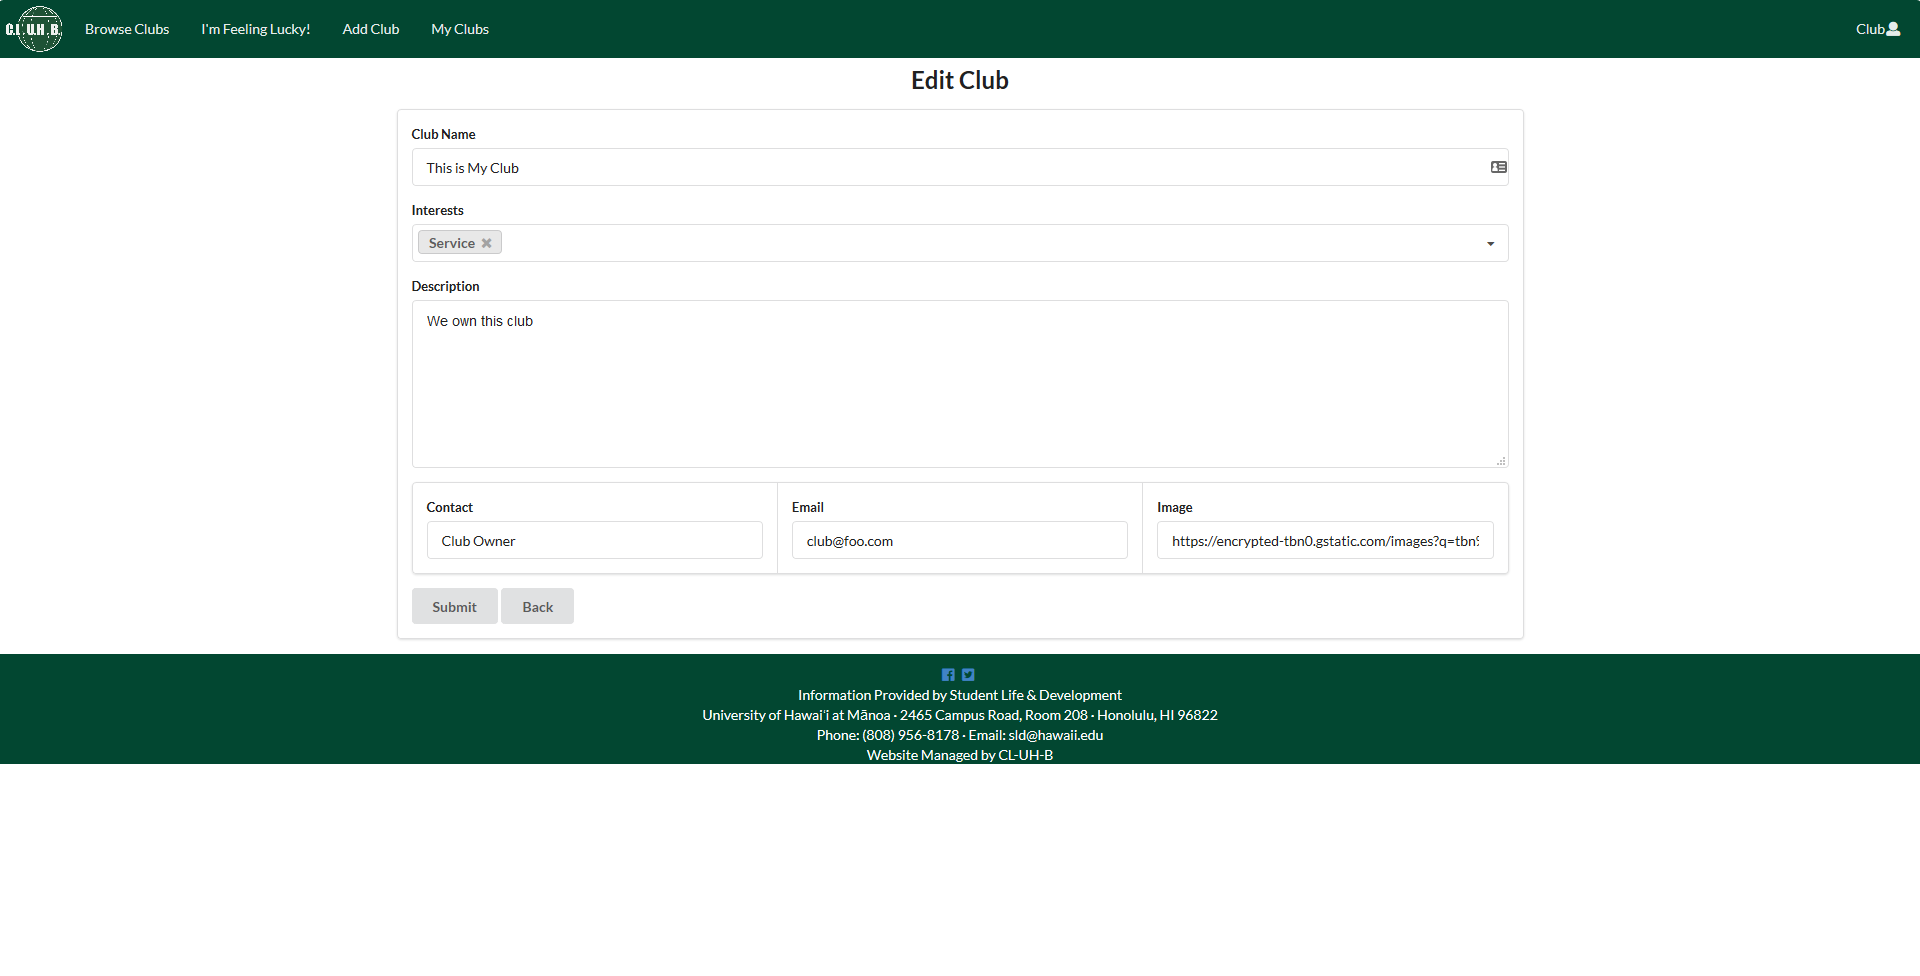 C.L.U.H.B.
Browse Clubs
I'm Feeling Lucky!
Add Club
My Clubs
Club
Edit Club
Club Name
This is My Club
Interests
Service
Description
We own this club
Contact
Email
Image
Club Owner
club@foo.com
https://encrypted-tbn0.gstatic.com/images?q=tbn
Submit
Back
Information Provided by Student Life & Development
University of Hawai'i at Mānoa · 2465 Campus Road, Room 208 · Honolulu, HI 96822
Phone: (808) 956-8178 · Email: sld@hawaii.edu
Website Managed by CL-UH-B